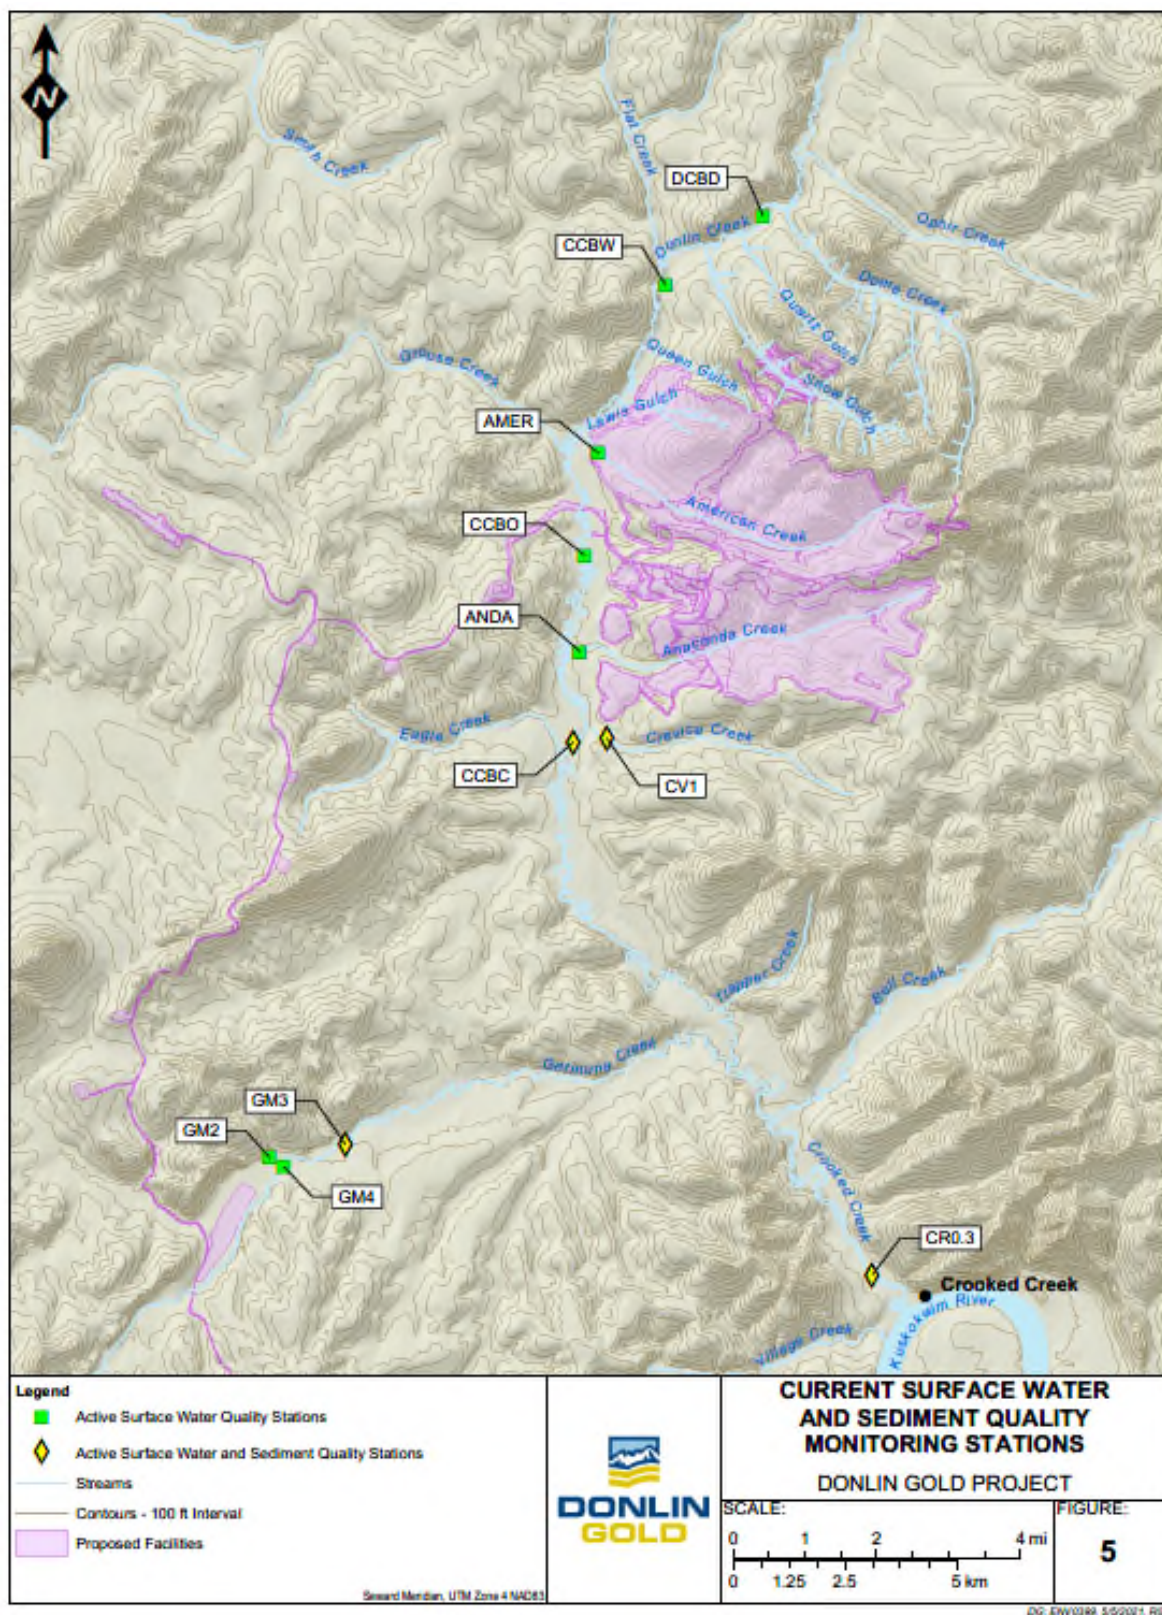 N
Smith Creek
Flat Creek
DCBD
Ophir Creek
Donlin Creek
CCBW
Dome Creek
Quartz Gulch
Queen Gulch
Snow Gulch
Grouse Creek
Lewis Gulch
AMER
American Creek
CCBO
ANDA
Anaconda Creek
Eagle Creek
Crevice Creek
CCBC
CV1
Bell Creek
Getmuna Creek
GM3
GM2
GM4
Crooked Creek
CR0.3
Crooked Creek
Kuskokwim River
Village Creek
Legend
Active Surface Water Quality Stations
Active Surface Water and Sediment Quality Stations
Streams
Contours - 100 ft Interval
Proposed Facilities
Seward Meridian, UTM Zone 4 NAD83
DONLIN
GOLD
CURRENT SURFACE WATER
AND SEDIMENT QUALITY
MONITORING STATIONS
DONLIN GOLD PROJECT
SCALE:
0 1 2 4 mi
0 1.25 2.5 5 km
FIGURE:
5